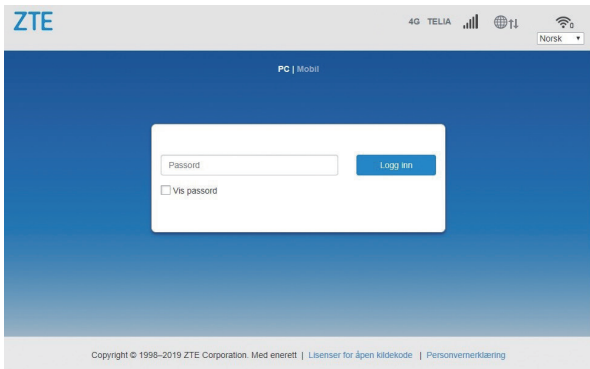 ZTE
4G TELIA
0
Norsk
PC | Mobil
Passord
Logg inn
Vis passord
Copyright © 1998–2019 ZTE Corporation. Med enerett | Lisenser for åpen kildekode | Personvernerklæring